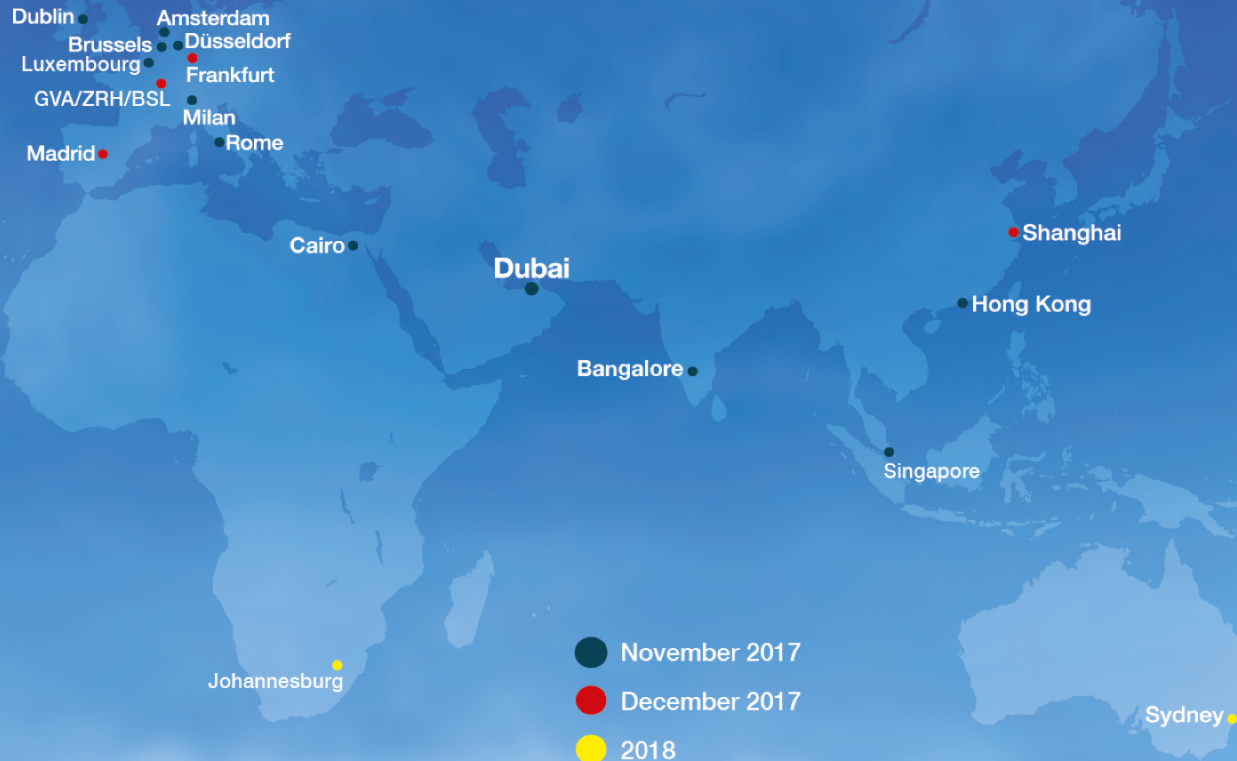 Dublin
Amsterdam
Brussels
Düsseldorf
Luxembourg
Frankfurt
GVA/ZRH/BSL
Milan
Rome
Madrid
Cairo
Dubai
Shanghai
Hong Kong
Bangalore
Singapore
Johannesburg
November 2017
December 2017
Sydney
2018